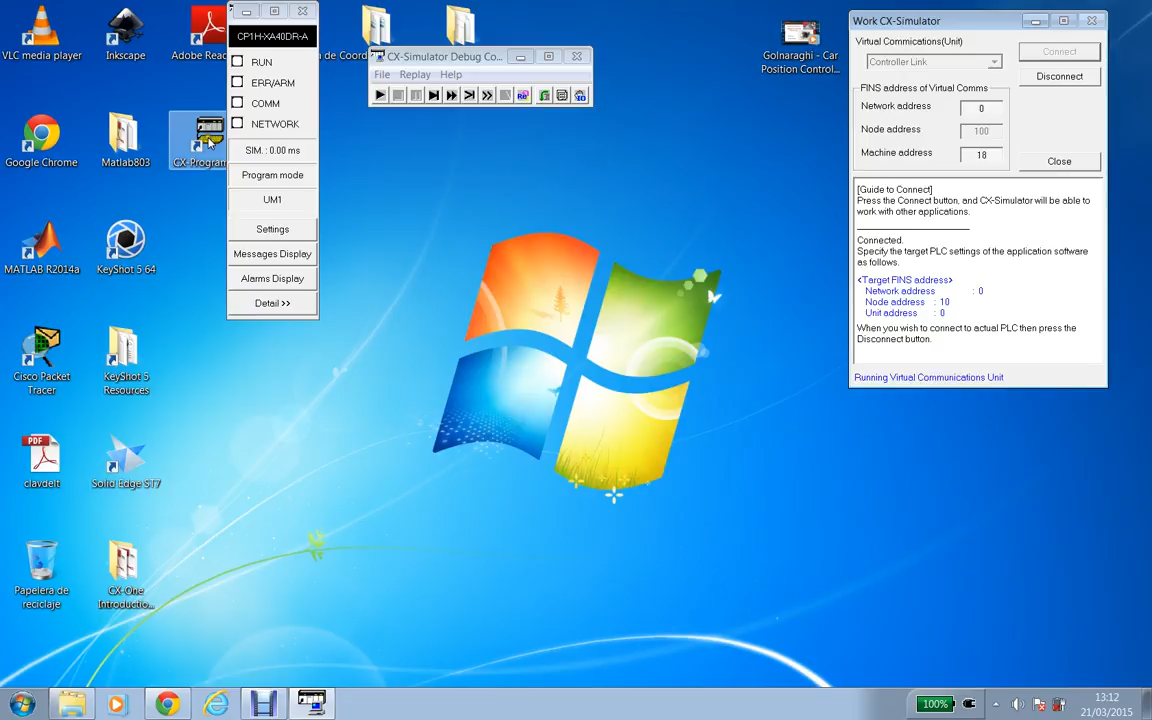 VLC media player
Inkscape
Adobe Read
de Coord
Golnaraghi - Car
Position Control...
Google Chrome
Matlab803
CX-Program
MATLAB R2014a
KeyShot 5 64
Cisco Packet
Tracer
KeyShot 5
Resources
PDF
clavdelt
Solid Edge ST7
Papelera de
reciclaje
CX-One
Introductio...
CP1H-XA40DR-A
RUN
ERR/ARM
COMM
NETWORK
SIM. : 0.00 ms
Program mode
UM1
Settings
Messages Display
Alarms Display
Detail >>
CX-Simulator Debug Co...
File Replay Help
Work CX-Simulator
Virtual Commications(Unit)
Controller Link
Connect
Disconnect
FINS address of Virtual Comms
Network address 0
Node address 100
Machine address 18
Close
[Guide to Connect]
Press the Connect button, and CX-Simulator will be able to
work with other applications.
Connected.
Specify the target PLC settings of the application software
as follows.
<Target FINS address>
Network address : 0
Node address : 10
Unit address : 0
When you wish to connect to actual PLC then press the
Disconnect button.
Running Virtual Communications Unit
100%
13:12
21/03/2015